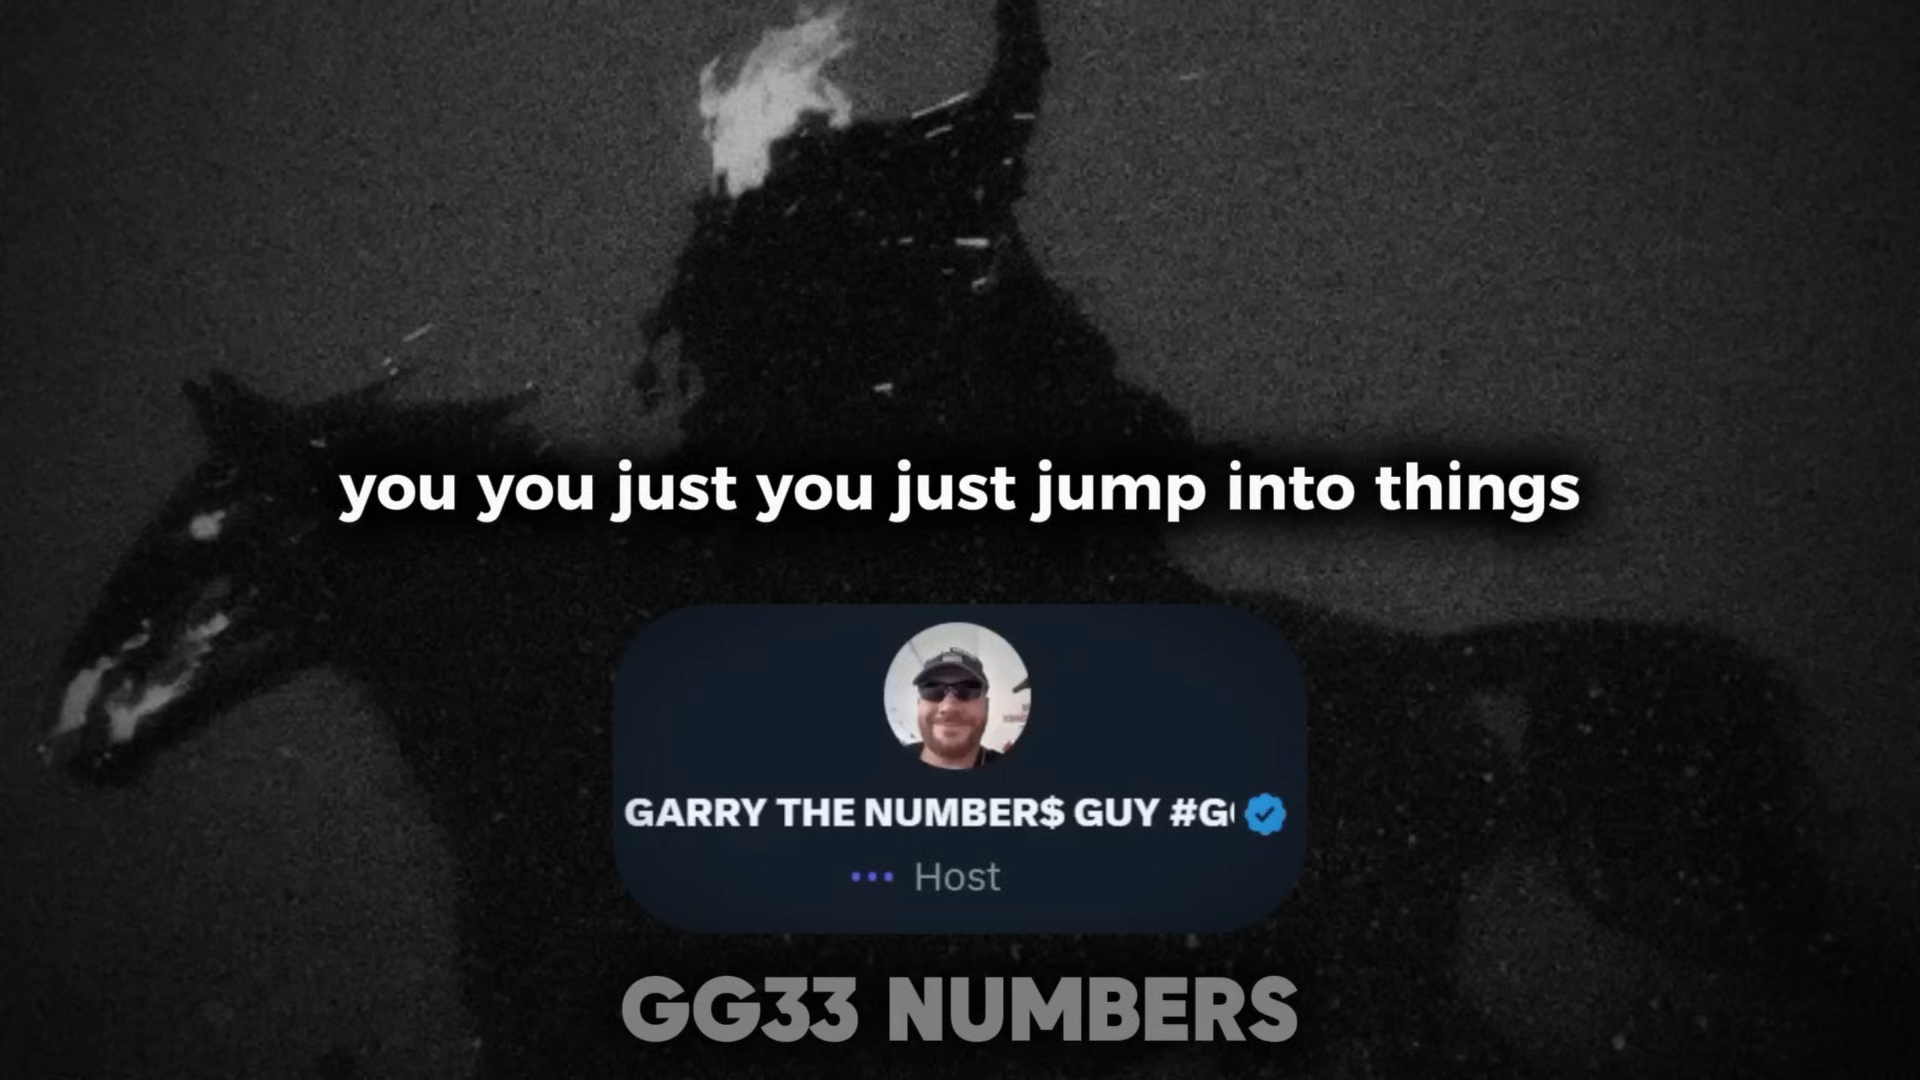 you you just you just jump into things
GARRY THE NUMBER$ GUY #G
Host
GG33 NUMBERS